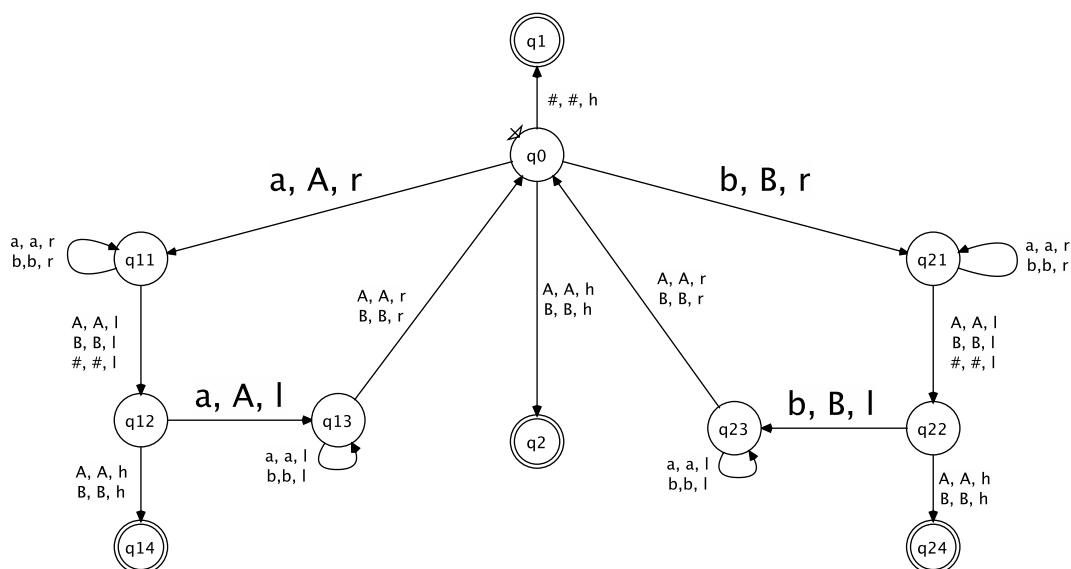 q1
#, #, h
q0
a, A, r
b, B, r
a, a, r
b,b, r
q11
q21
a, a, r
b,b, r
A, A, r
B, B, r
A, A, h
B, B, h
A, A, r
B, B, r
A, A, l
B, B, l
#, #, l
A, A, l
B, B, l
#, #, l
a, A, l
b, B, l
q12
q13
q2
q23
q22
a, a, l
b,b, l
a, a, l
b,b, l
A, A, h
B, B, h
A, A, h
B, B, h
q14
q24